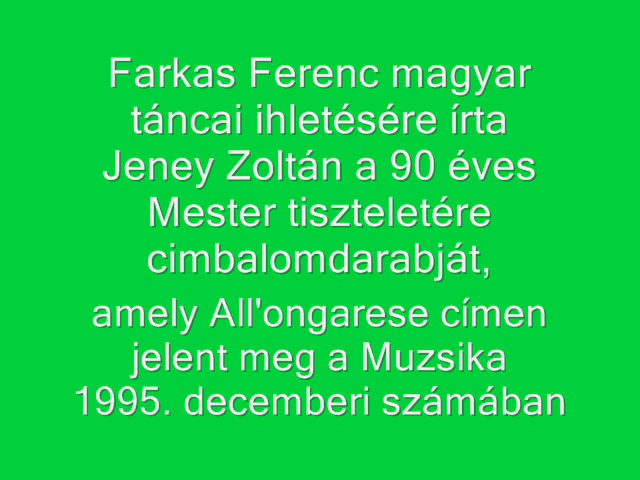 Farkas Ferenc magyar
táncai ihletésére írta
Jeney Zoltán a 90 éves
Mester tiszteletére
cimbalomdarabját,
amely All'ongarese címen
jelent meg a Muzsika
1995. decemberi számában